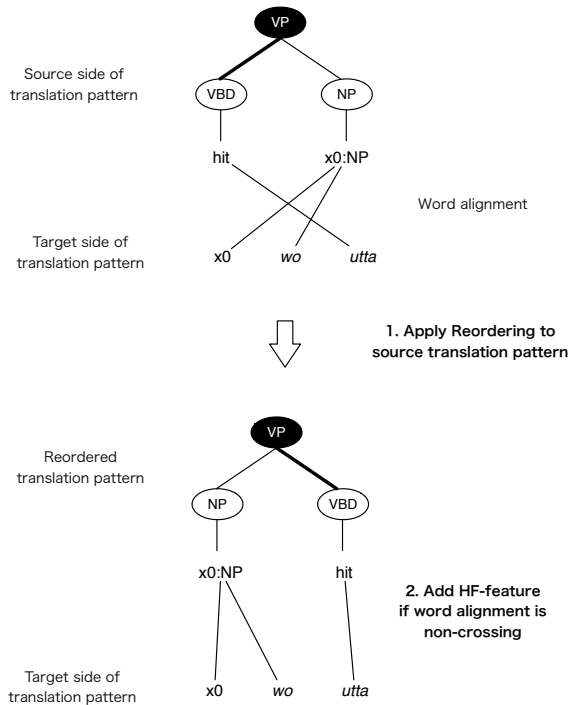 VP
Source side of
translation pattern
VBD NP
hit x0:NP
Word alignment
Target side of
translation pattern
x0 wo utta
1. Apply Reordering to
source translation pattern
VP
Reordered
translation pattern
NP VBD
x0:NP hit
2. Add HF-feature
if word alignment is
non-crossing
Target side of
translation pattern
x0 wo utta